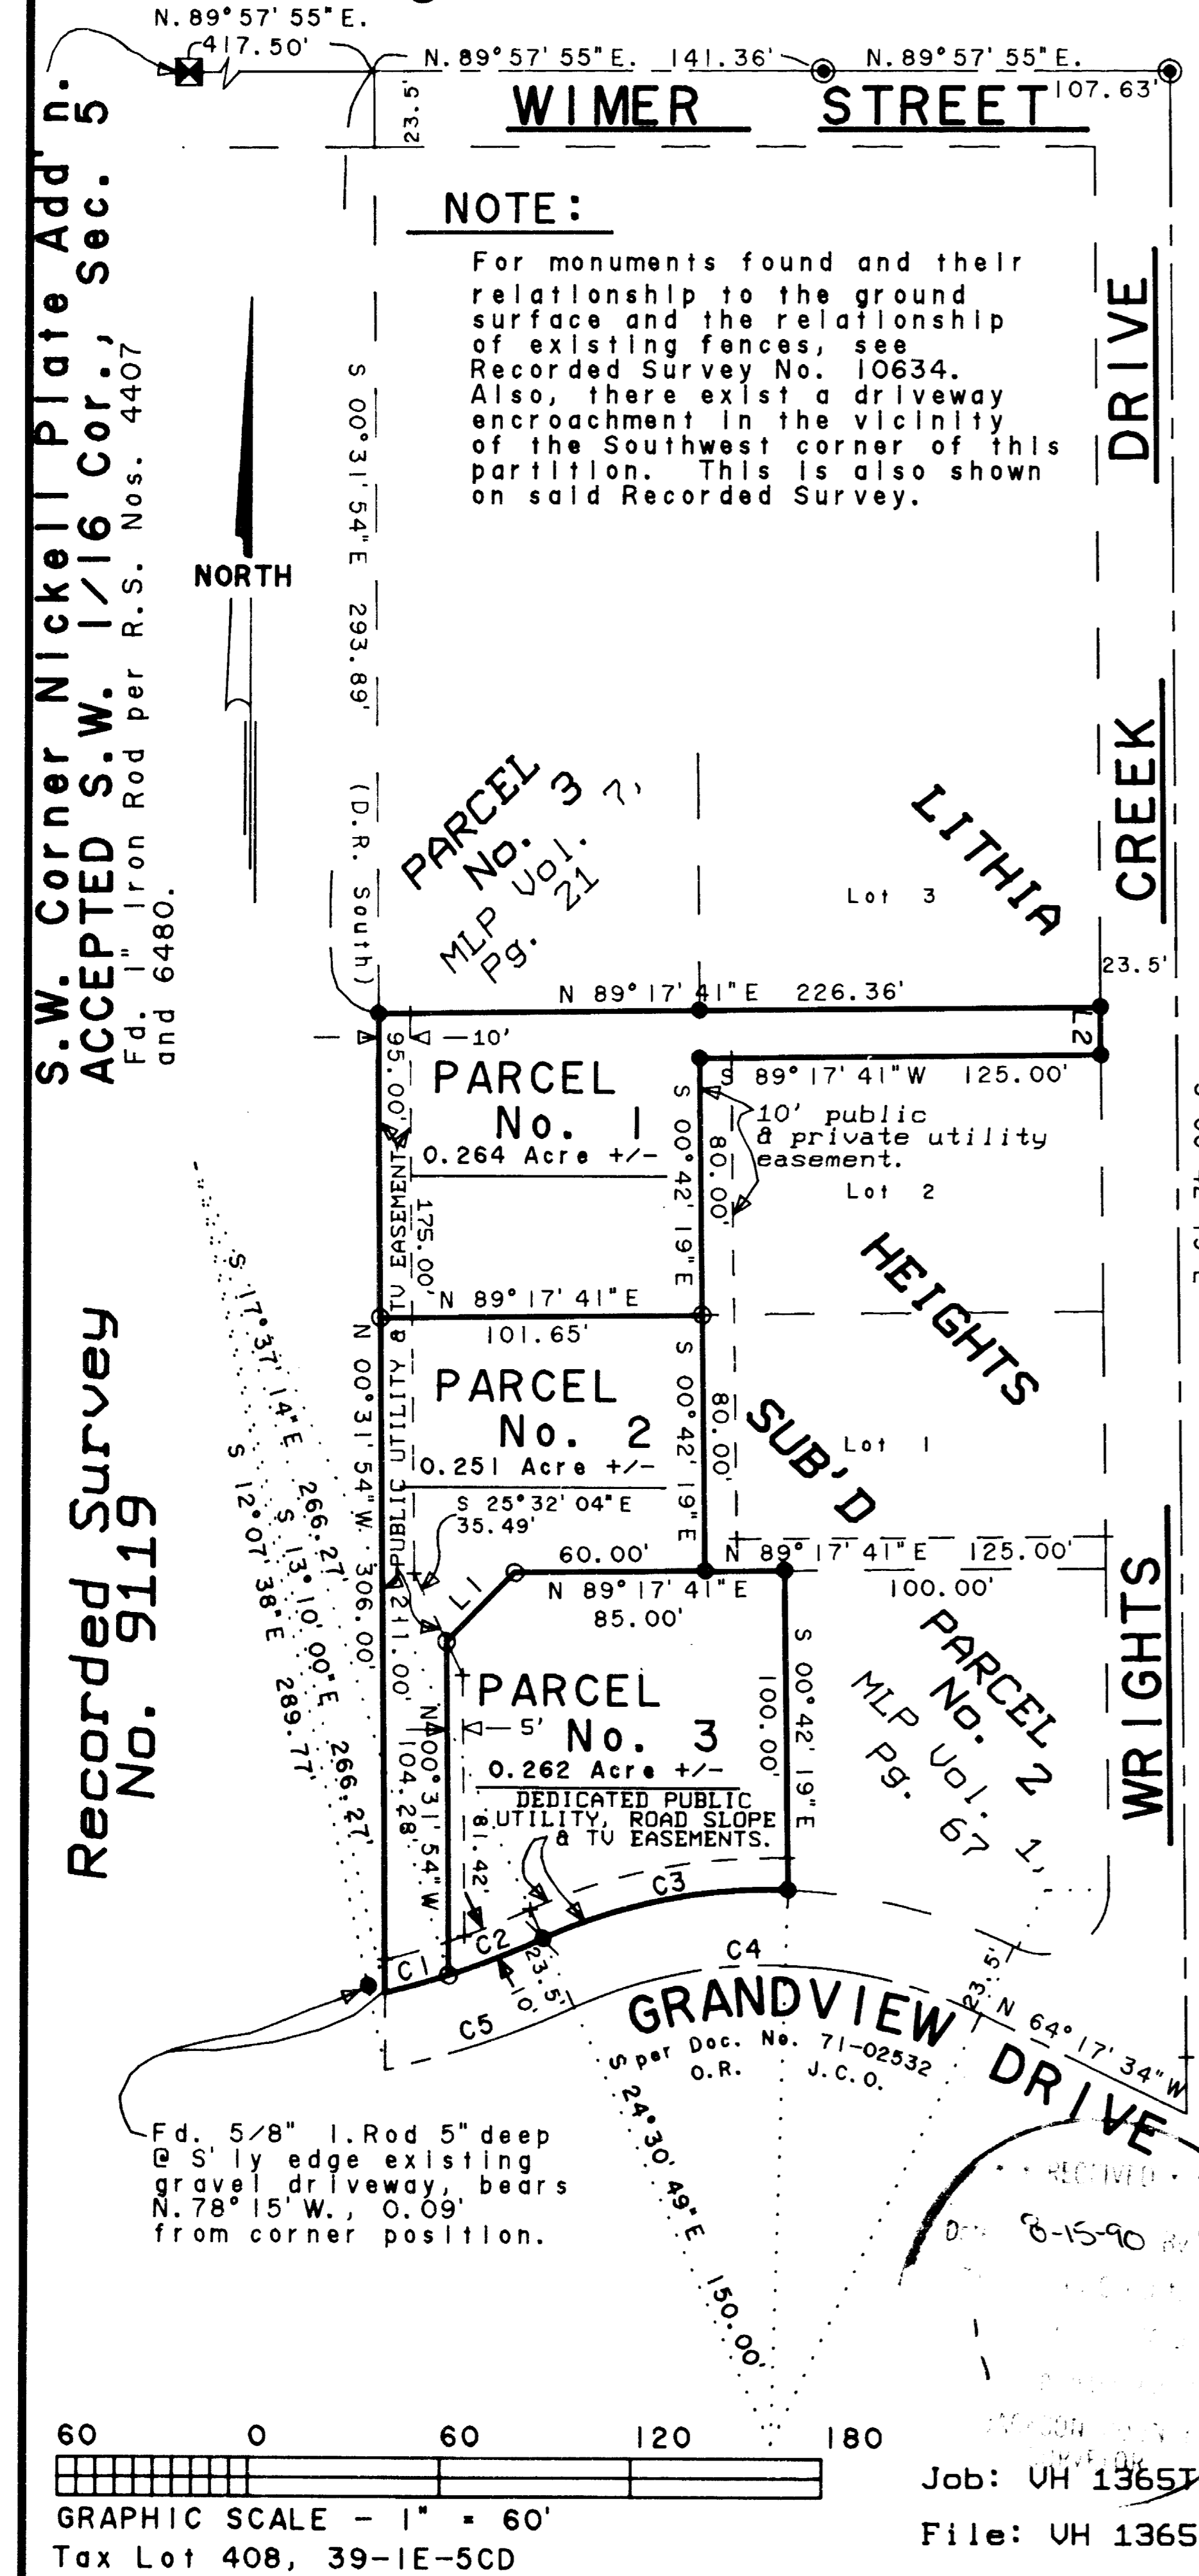 N. 89° 57' 55" E.
417.50'
N. 89° 57' 55" E. 141.36'
N. 89° 57' 55" E.
107.63'
23.5'
WIMER STREET
S.W. Corner Nickell Plate Add'n.
ACCEPTED S.W. 1/16 Cor., Sec. 5
Fd. 1" Iron Rod per R.S. Nos. 4407
and 6480.
NOTE:
For monuments found and their
relationship to the ground
surface and the relationship
of existing fences, see
Recorded Survey No. 10634.
Also, there exist a driveway
encroachment in the vicinity
of the Southwest corner of this
partition. This is also shown
on said Recorded Survey.
NORTH
S 00° 31' 54" E 293.89' (D.R. South)
WRIGHTS CREEK DRIVE
PARCEL
No. 3
MLP Vol. 7,
Pg. 21
LITHIA
HEIGHTS
SUB'D
Lot 3
23.5'
N 89° 17' 41" E 226.36'
L2
10'
95.00'
PARCEL
No. 1
0.264 Acre +/-
S 89° 17' 41" W 125.00'
S 00° 42' 19" E 80.00'
10' public
& private utility
easement.
Lot 2
175.00'
PUBLIC UTILITY & TV EASEMENT
N 89° 17' 41" E
101.65'
PARCEL
No. 2
0.251 Acre +/-
S 00° 42' 19" E 80.00'
Lot 1
S 25° 32' 04" E
35.49'
Recorded Survey
No. 9119
S 17° 37' 14" E 266.27'
S 13° 10' 00" E 266.27'
S 12° 07' 38" E 289.77'
N 00° 31' 54" W 306.00'
211.00'
L1
60.00'
N 89° 17' 41" E 125.00'
N 89° 17' 41" E
85.00'
100.00'
PARCEL
No. 3
0.262 Acre +/-
5'
N 00° 31' 54" W
104.28'
81.42'
S 00° 42' 19" E
100.00'
PARCEL
No. 2
MLP Vol. 1,
Pg. 67
DEDICATED PUBLIC
UTILITY, ROAD SLOPE
& TV EASEMENTS.
C1
C2
C3
C4
C5
23.5'
10'
23.5'
N 64° 17' 34" W
GRANDVIEW DRIVE
per Doc. No. 71-02532
O.R. J.C.O.
S 24° 30' 49" E 150.00'
Fd. 5/8" I.Rod 5" deep
@ S'ly edge existing
gravel driveway, bears
N. 78° 15' W., 0.09'
from corner position.
RECEIVED
8-15-90
SURVEYOR
60 0 60 120 180
GRAPHIC SCALE - 1" = 60'
Tax Lot 408, 39-1E-5CD
Job: VH 1365T
File: VH 1365